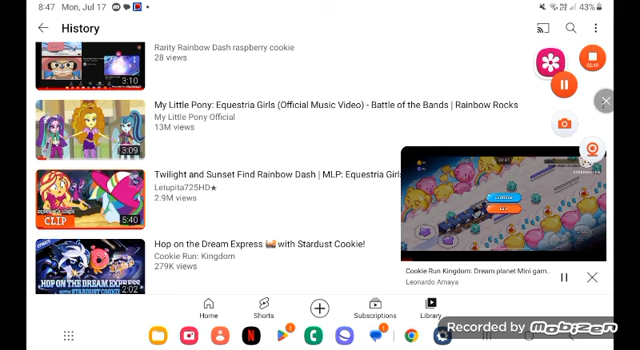 8:47 Mon, Jul 17
43%
History
Rarity Rainbow Dash raspberry cookie
28 views
3:10
My Little Pony: Equestria Girls (Official Music Video) - Battle of the Bands | Rainbow Rocks
My Little Pony Official
13M views
3:09
Twilight and Sunset Find Rainbow Dash | MLP: Equestria Girls
Letupita725HD★
2.9M views
CLIP
5:40
Hop on the Dream Express 🚂 with Stardust Cookie!
Cookie Run: Kingdom
279K views
HOP ON THE DREAM EXPRESS
WITH STARDUST COOKIE!
2:02
Cookie Run Kingdom: Dream planet Mini gam.
Leonardo Amaya
Home
Shorts
Subscriptions
Library
Recorded by Mobizen